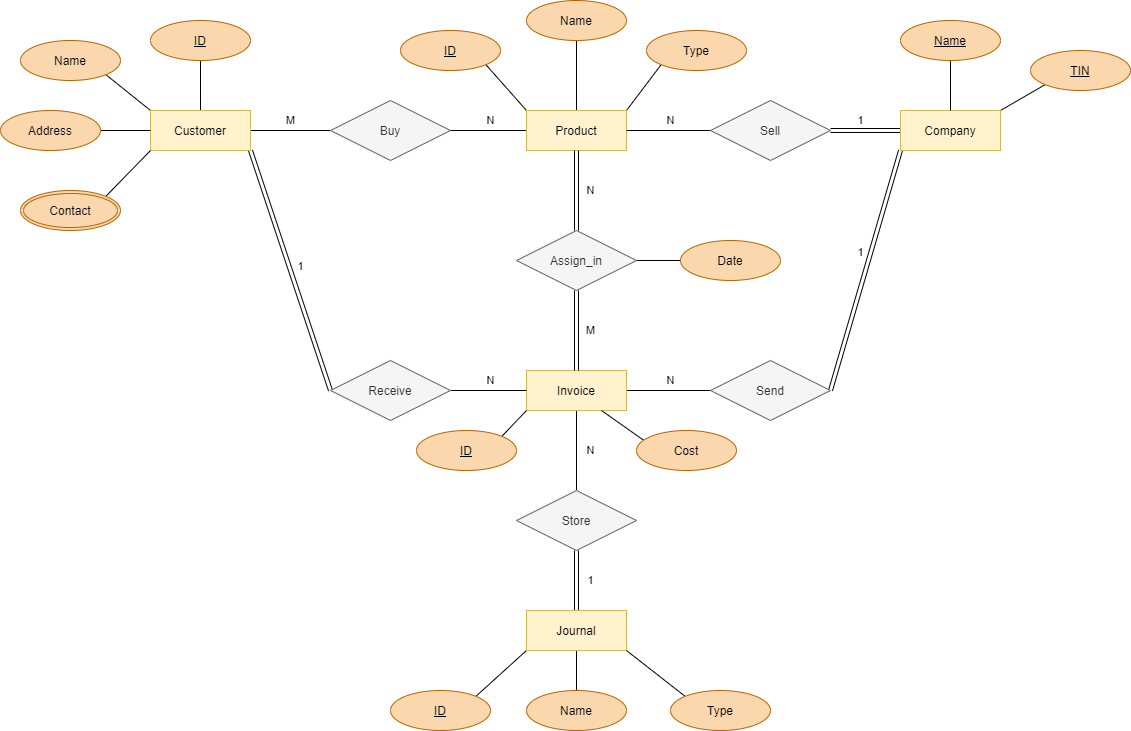 Name
ID
Name
ID
Type
Name
TIN
Address
Customer
M
Buy
N
Product
N
Sell
1
Company
Contact
N
1
Assign_in
Date
1
M
Receive
N
Invoice
N
Send
ID
N
Cost
Store
1
Journal
ID
Name
Type